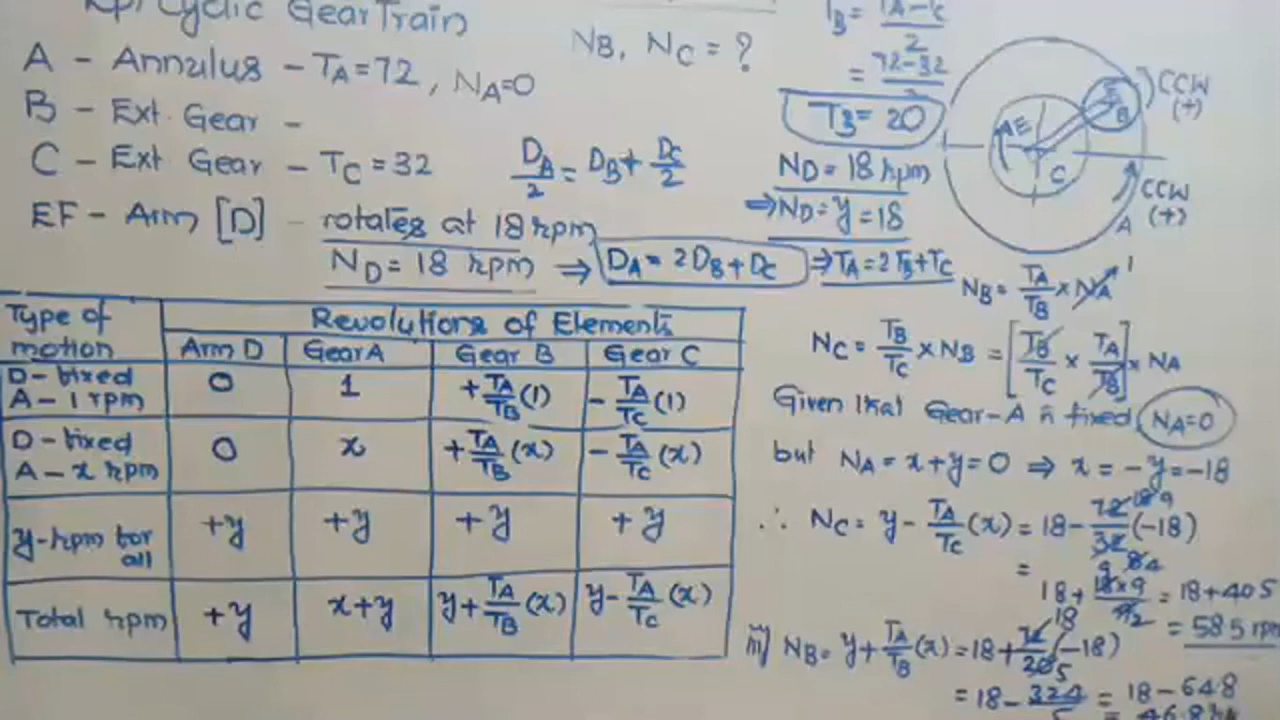 Epicyclic Gear Train
A - Annulus - TA = 72, NA=0
B - Ext. Gear -
C - Ext Gear - TC = 32
EF - Arm [D] - rotates at 18 rpm
ND = 18 rpm ⇒ DA = 2DB + DC ⇒ TA = 2TB + TC
NB, NC = ?
DA/2 = DB + DC/2
TB = TA-TC/2
= 72-32/2
TB = 20
ND = 18 rpm
⇒ ND = y = 18
CCW
(+)
E
B
A E
C
CCW
(+)
A
Type of motion | Revolutions of Elements
Arm D | Gear A | Gear B | Gear C
D - fixed A - 1 rpm | 0 | 1 | +TA/TB (1) | -TA/TC (1)
D - fixed A - x rpm | 0 | x | +TA/TB (x) | -TA/TC (x)
y-rpm for all | +y | +y | +y | +y
Total rpm | +y | x+y | y+TA/TB (x) | y-TA/TC (x)
NB = TA/TB × NA 1
NC = TB/TC × NB = [TB/TC × TA/TB] × NA
Given that Gear-A is fixed, NA=0
but NA = x+y = 0 ⇒ x = -y = -18
∴ NC = y - TA/TC (x) = 18 - 72/32 (-18)
= 18 + 18×9/2 = 18 + 40.5
= 58.5 rpm
NB = y + TA/TB (x) = 18 + 72/20 (-18)
= 18 - 324/5 = 18 - 64.8